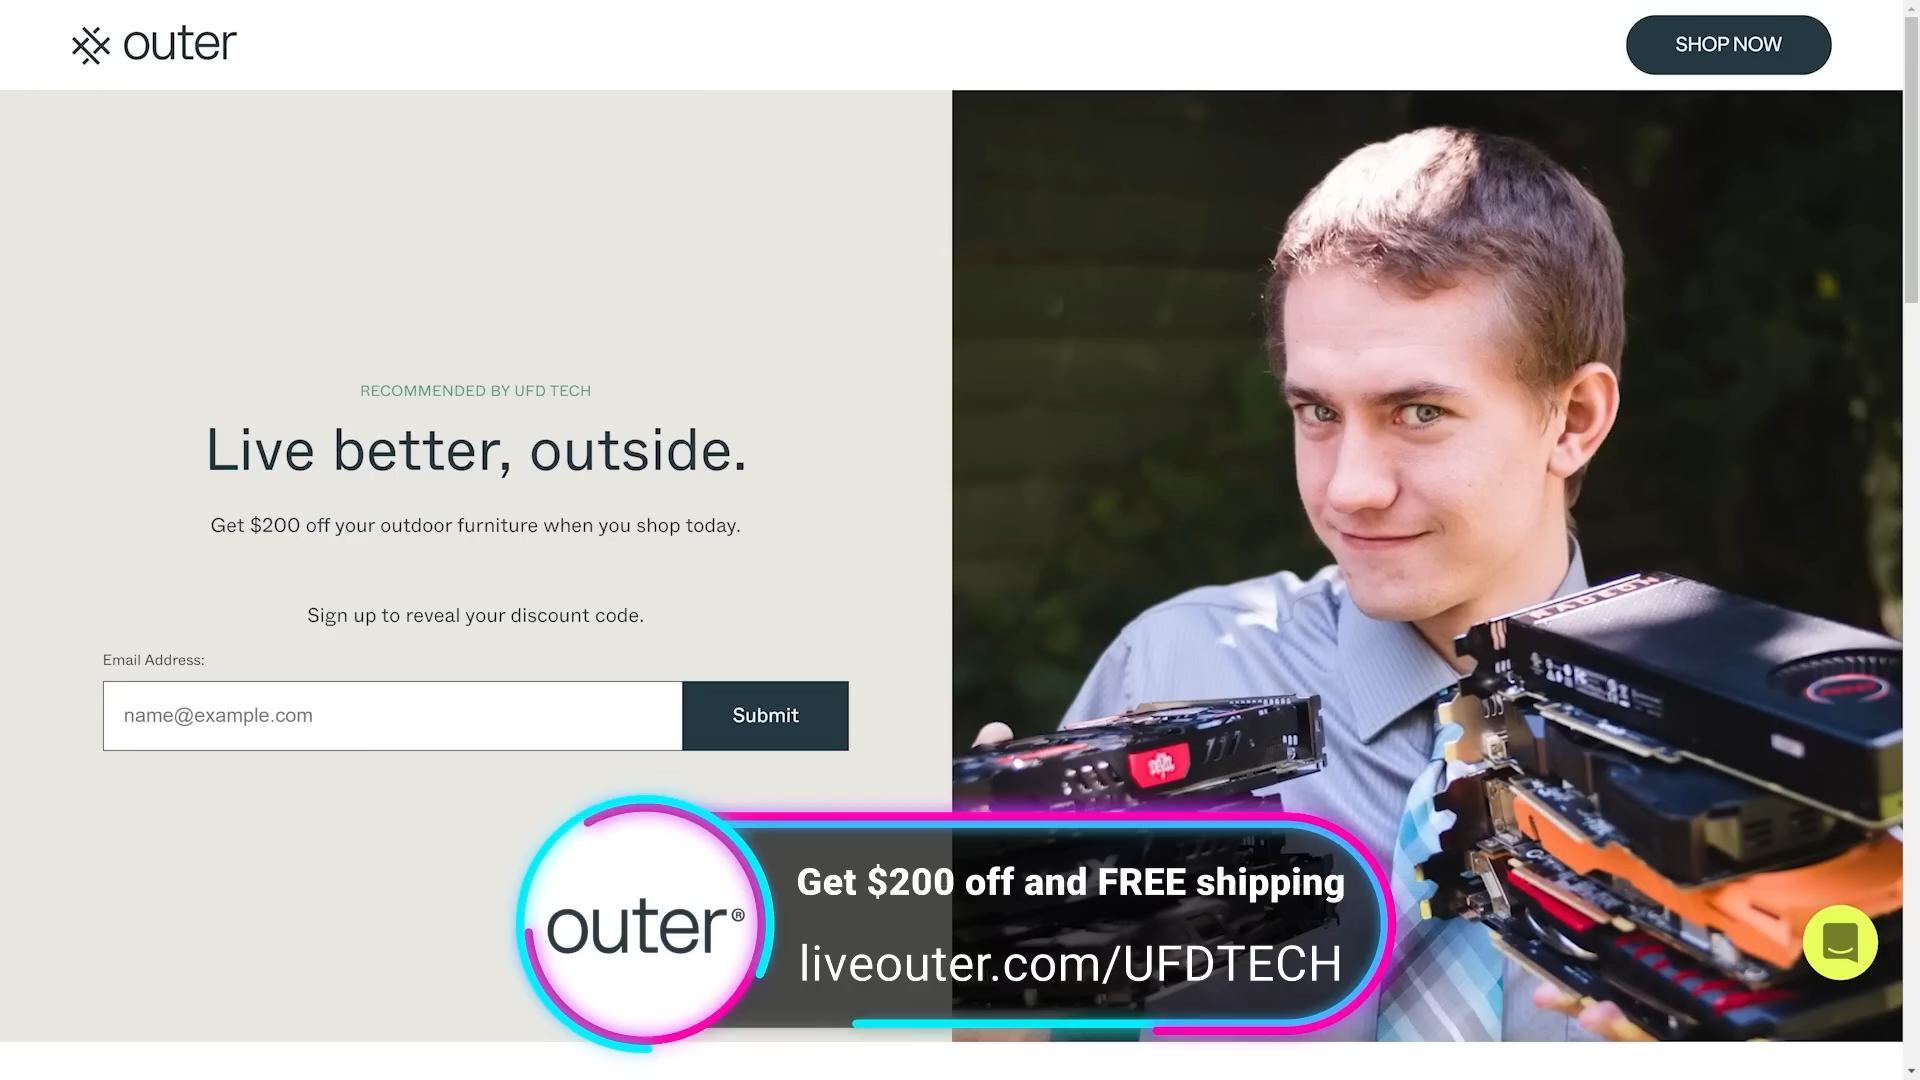 outer
SHOP NOW
RECOMMENDED BY UFD TECH
Live better, outside.
Get $200 off your outdoor furniture when you shop today.
Sign up to reveal your discount code.
Email Address:
name@example.com
Submit
RADEON
DEVIL
outer®
Get $200 off and FREE shipping
liveouter.com/UFDTECH